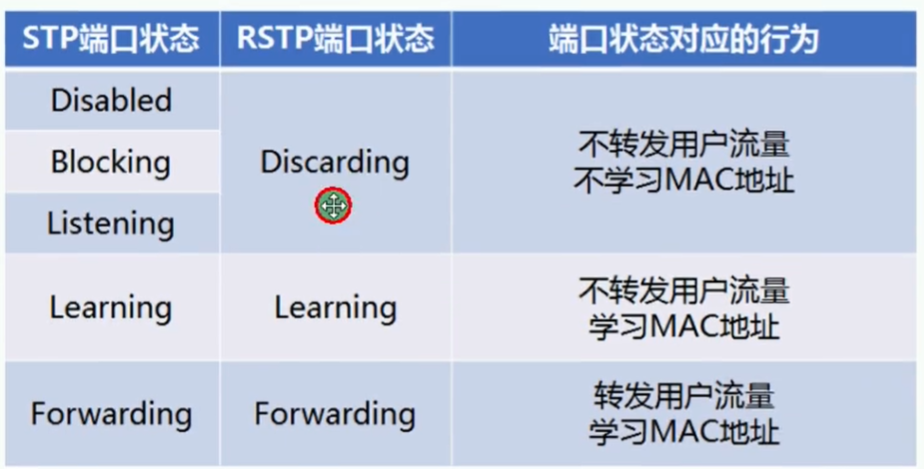 STP端口状态 RSTP端口状态 端口状态对应的行为
Disabled
Blocking
Listening
Discarding
不转发用户流量
不学习MAC地址
Learning
Learning
不转发用户流量
学习MAC地址
Forwarding
Forwarding
转发用户流量
学习MAC地址